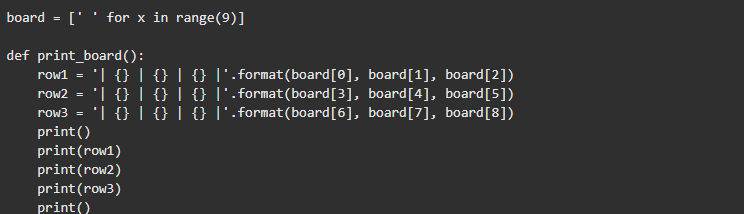 board = [' ' for x in range(9)]

def print_board():
    row1 = '| {} | {} | {} |'.format(board[0], board[1], board[2])
    row2 = '| {} | {} | {} |'.format(board[3], board[4], board[5])
    row3 = '| {} | {} | {} |'.format(board[6], board[7], board[8])
    print()
    print(row1)
    print(row2)
    print(row3)
    print()